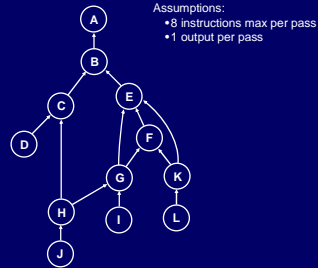 Assumptions:
•8 instructions max per pass
•1 output per pass
A
B
E
C
F
D
G
K
H
I
L
J